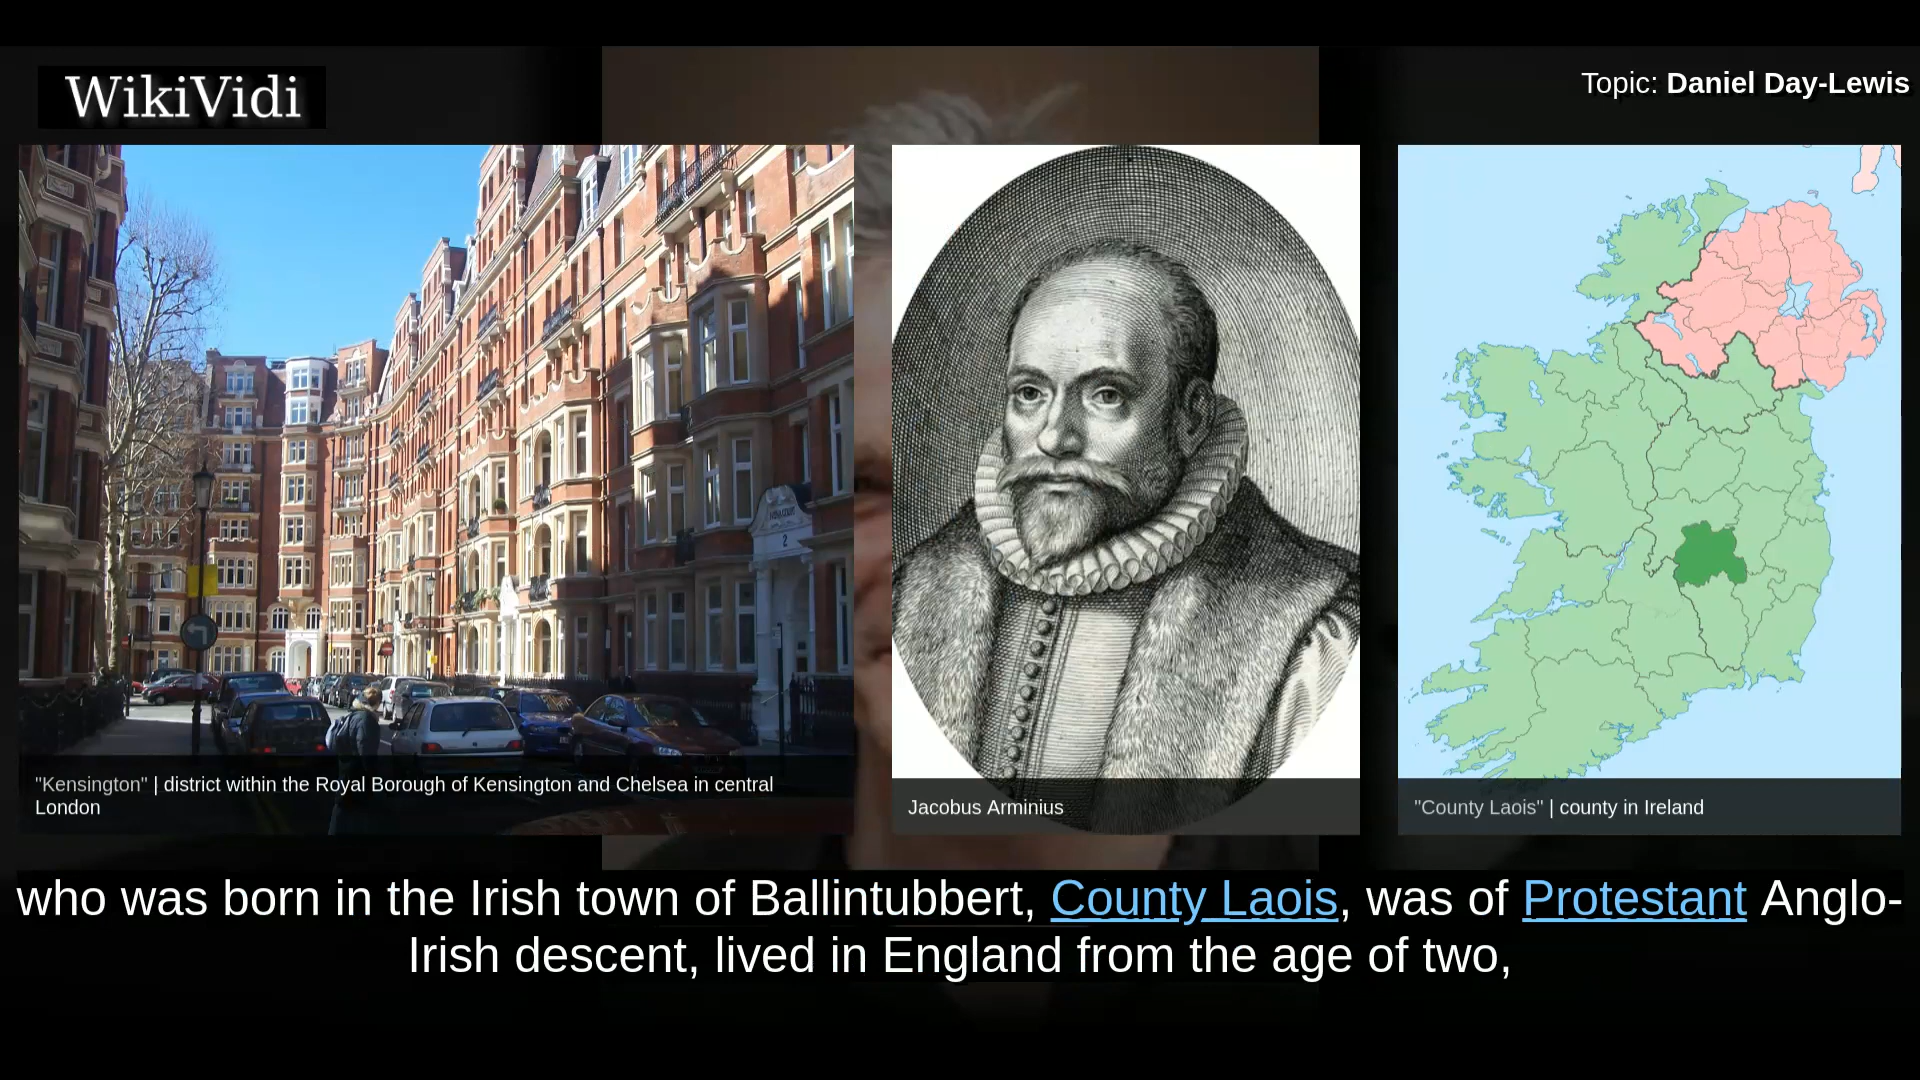 WikiVidi
Topic: Daniel Day-Lewis
"Kensington" | district within the Royal Borough of Kensington and Chelsea in central
London
Jacobus Arminius
"County Laois" | county in Ireland
who was born in the Irish town of Ballintubbert, County Laois, was of Protestant Anglo-
Irish descent, lived in England from the age of two,